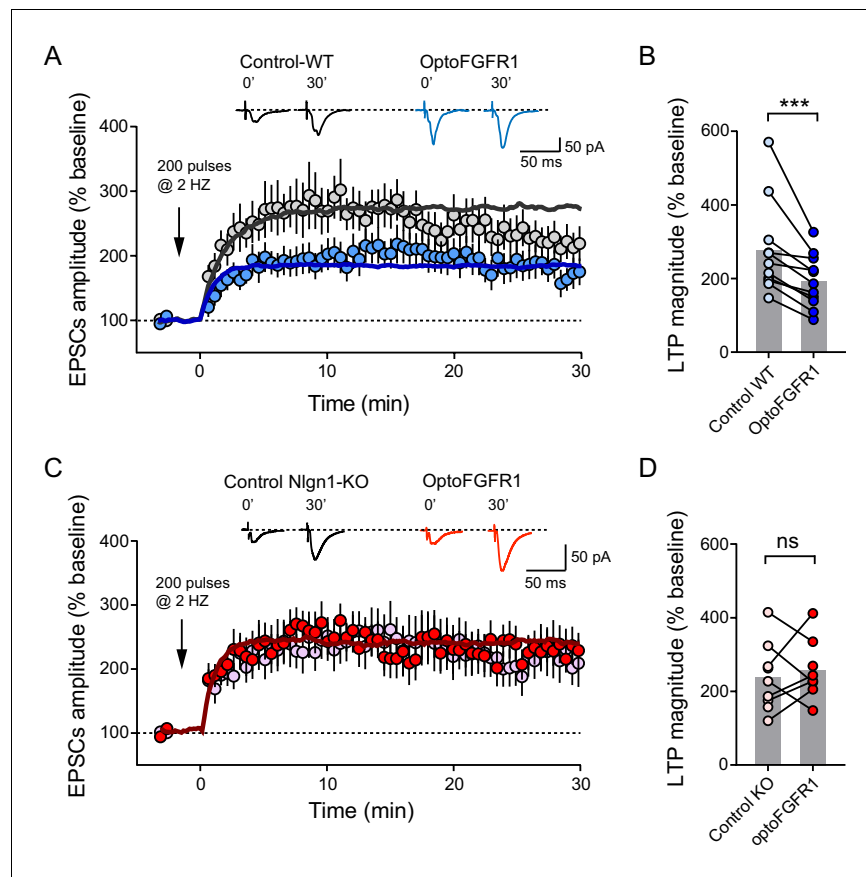 A
Control-WT
OptoFGFR1
0'
30'
0'
30'
50 pA
50 ms
200 pulses
@ 2 HZ
EPSCs amplitude (% baseline)
400
300
200
100
0
10
20
30
Time (min)
B
***
LTP magnitude (% baseline)
600
400
200
0
Control WT
OptoFGFR1
C
Control Nlgn1-KO
OptoFGFR1
0'
30'
0'
30'
50 pA
50 ms
200 pulses
@ 2 HZ
EPSCs amplitude (% baseline)
400
300
200
100
0
10
20
30
Time (min)
D
ns
LTP magnitude (% baseline)
600
400
200
0
Control KO
optoFGFR1